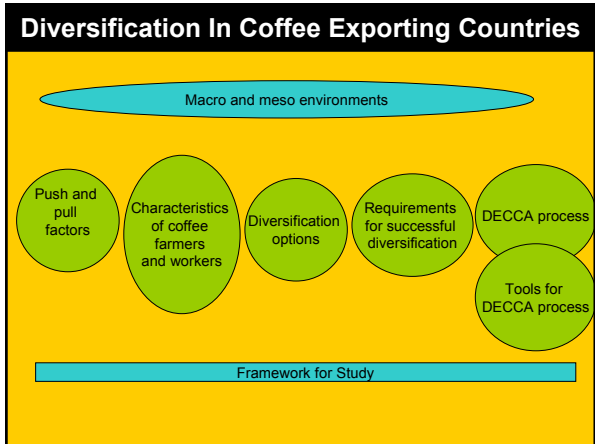 Diversification In Coffee Exporting Countries
Macro and meso environments
Push and
pull
factors
Characteristics
of coffee
farmers
and workers
Diversification
options
Requirements
for successful
diversification
DECCA process
Tools for
DECCA process
Framework for Study